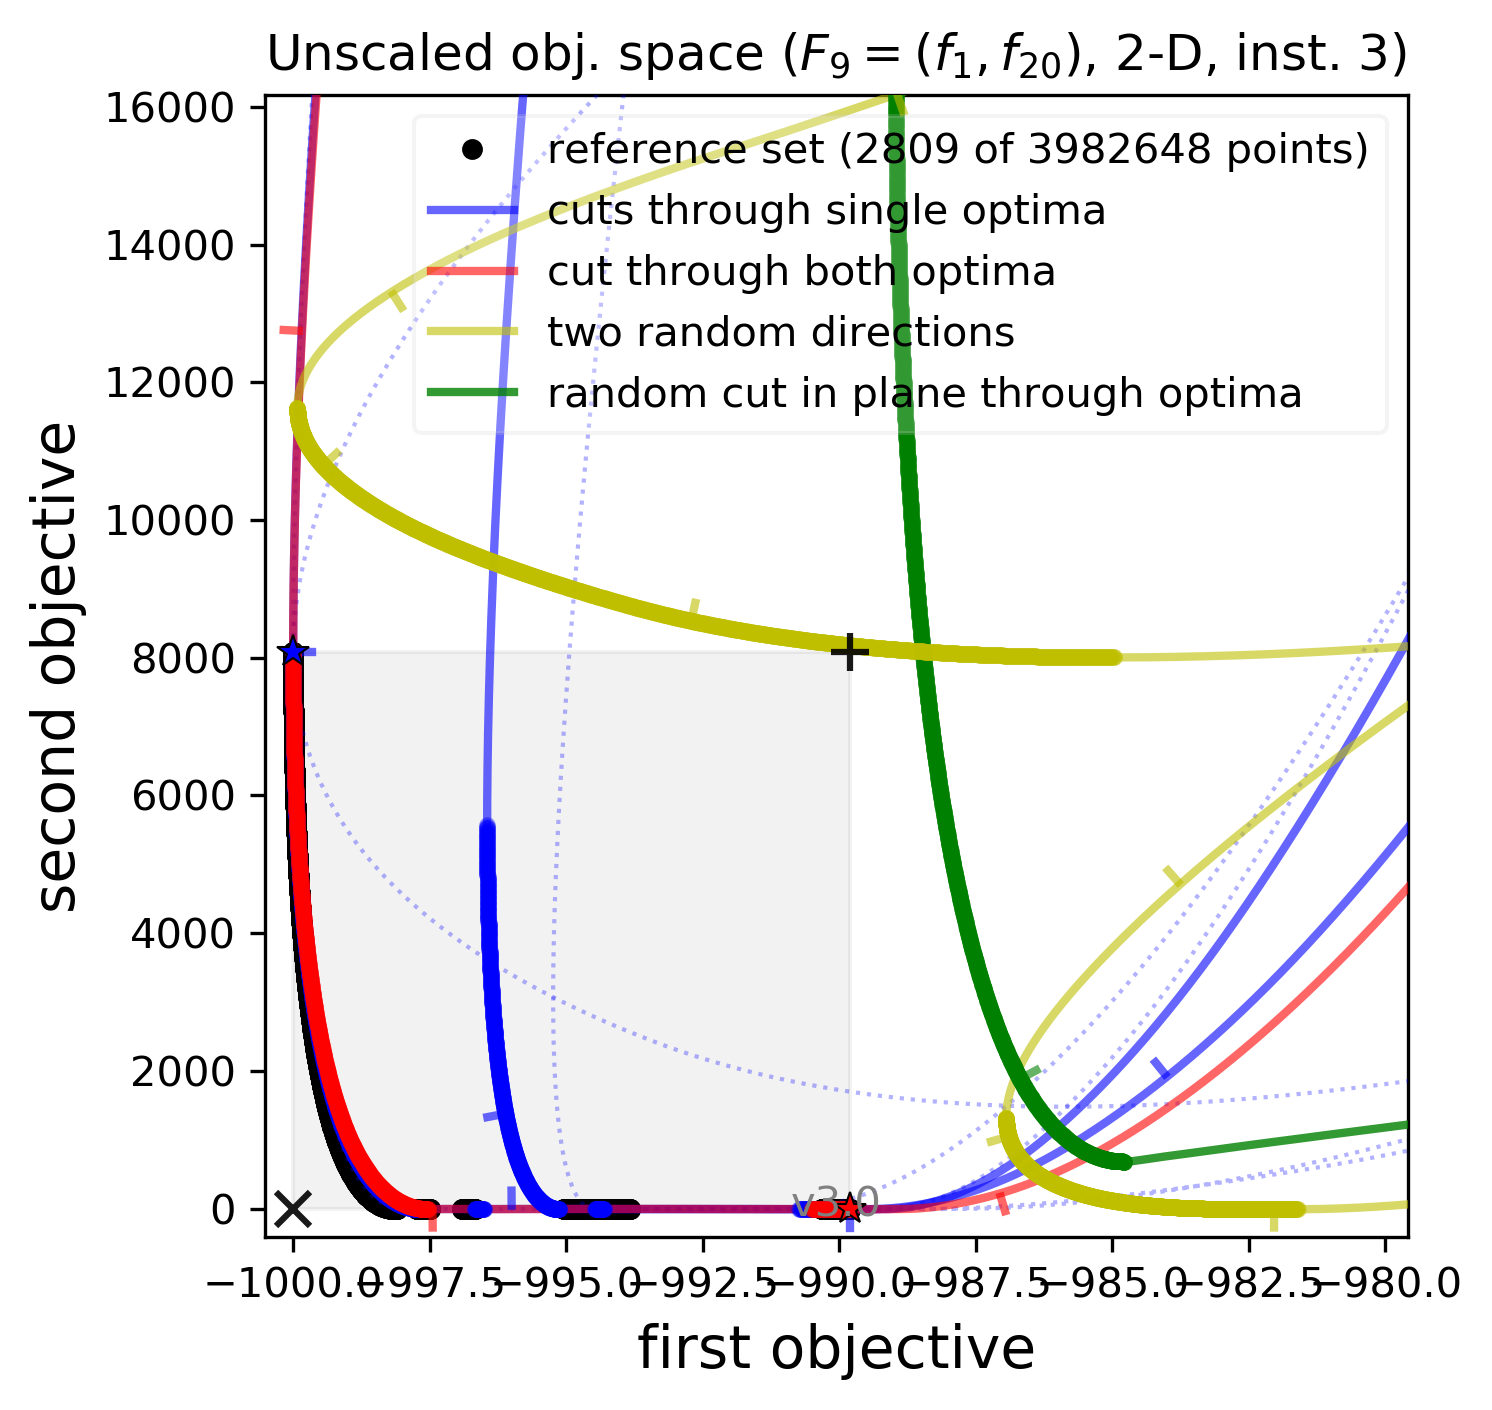 Unscaled obj. space (F₉ = (f₁, f₂₀), 2-D, inst. 3)
16000
14000
12000
10000
8000
6000
4000
2000
0
second objective
reference set (2809 of 3982648 points)
cuts through single optima
cut through both optima
two random directions
random cut in plane through optima
v3.0
−1000.0
−997.5
−995.0
−992.5
−990.0
−987.5
−985.0
−982.5
−980.0
first objective